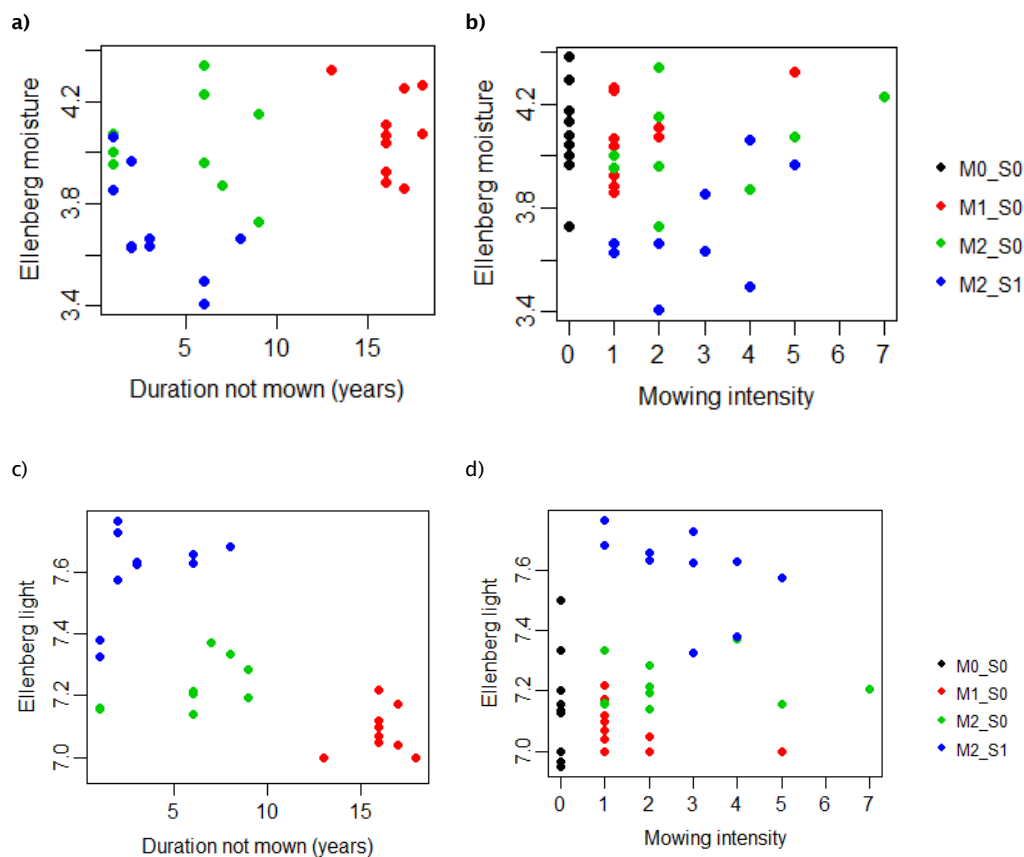 a)
Ellenberg moisture
3.4 3.8 4.2
5 15
Duration not mown (years)
b)
Ellenberg moisture
3.4 3.8 4.2
0 1 2 3 4 5 6 7
Mowing intensity
M0_S0
M1_S0
M2_S0
M2_S1
c)
Ellenberg light
7.0 7.2 7.4 7.6
5 10 15
Duration not mown (years)
d)
Ellenberg light
7.0 7.2 7.4 7.6
0 1 2 3 4 5 6 7
Mowing intensity
M0_S0
M1_S0
M2_S0
M2_S1